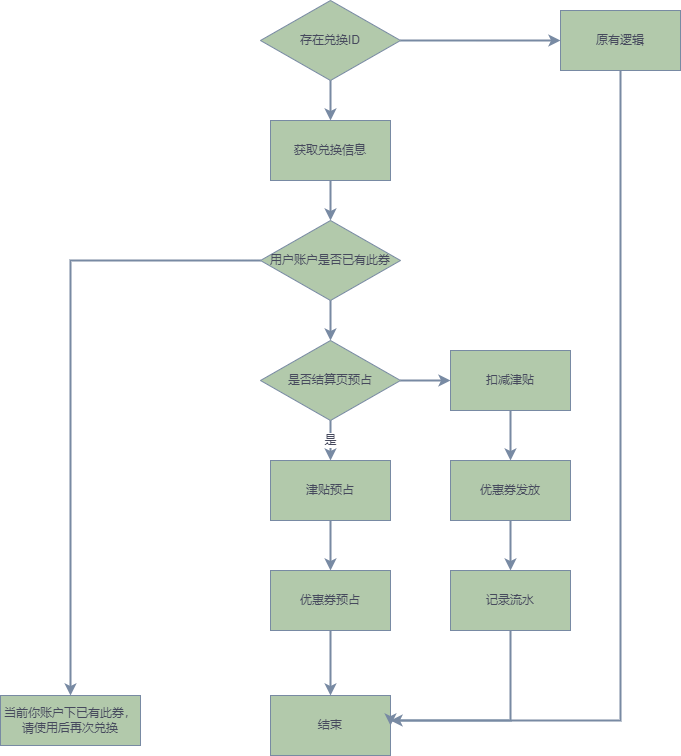 存在兑换ID
原有逻辑
获取兑换信息
用户账户是否已有此券
是否结算页预占
扣减津贴
是
津贴预占
优惠券发放
优惠券预占
记录流水
当前你账户下已有此券，
请使用后再次兑换
结束